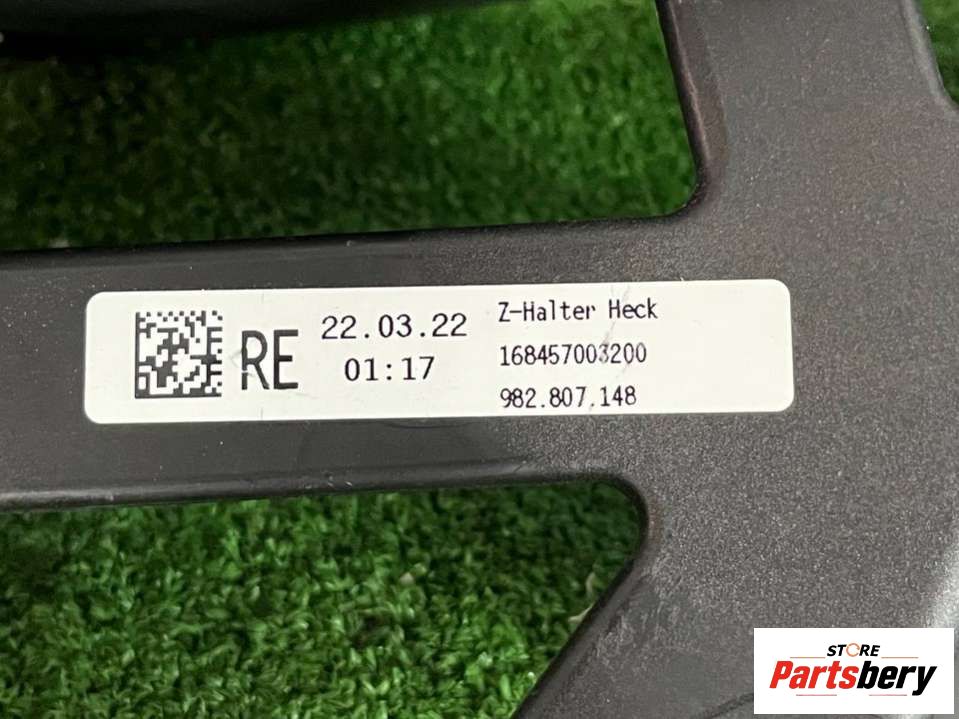 RE
22.03.22
01:17
Z-Halter Heck
168457003200
982.807.148
STORE
Partsbery